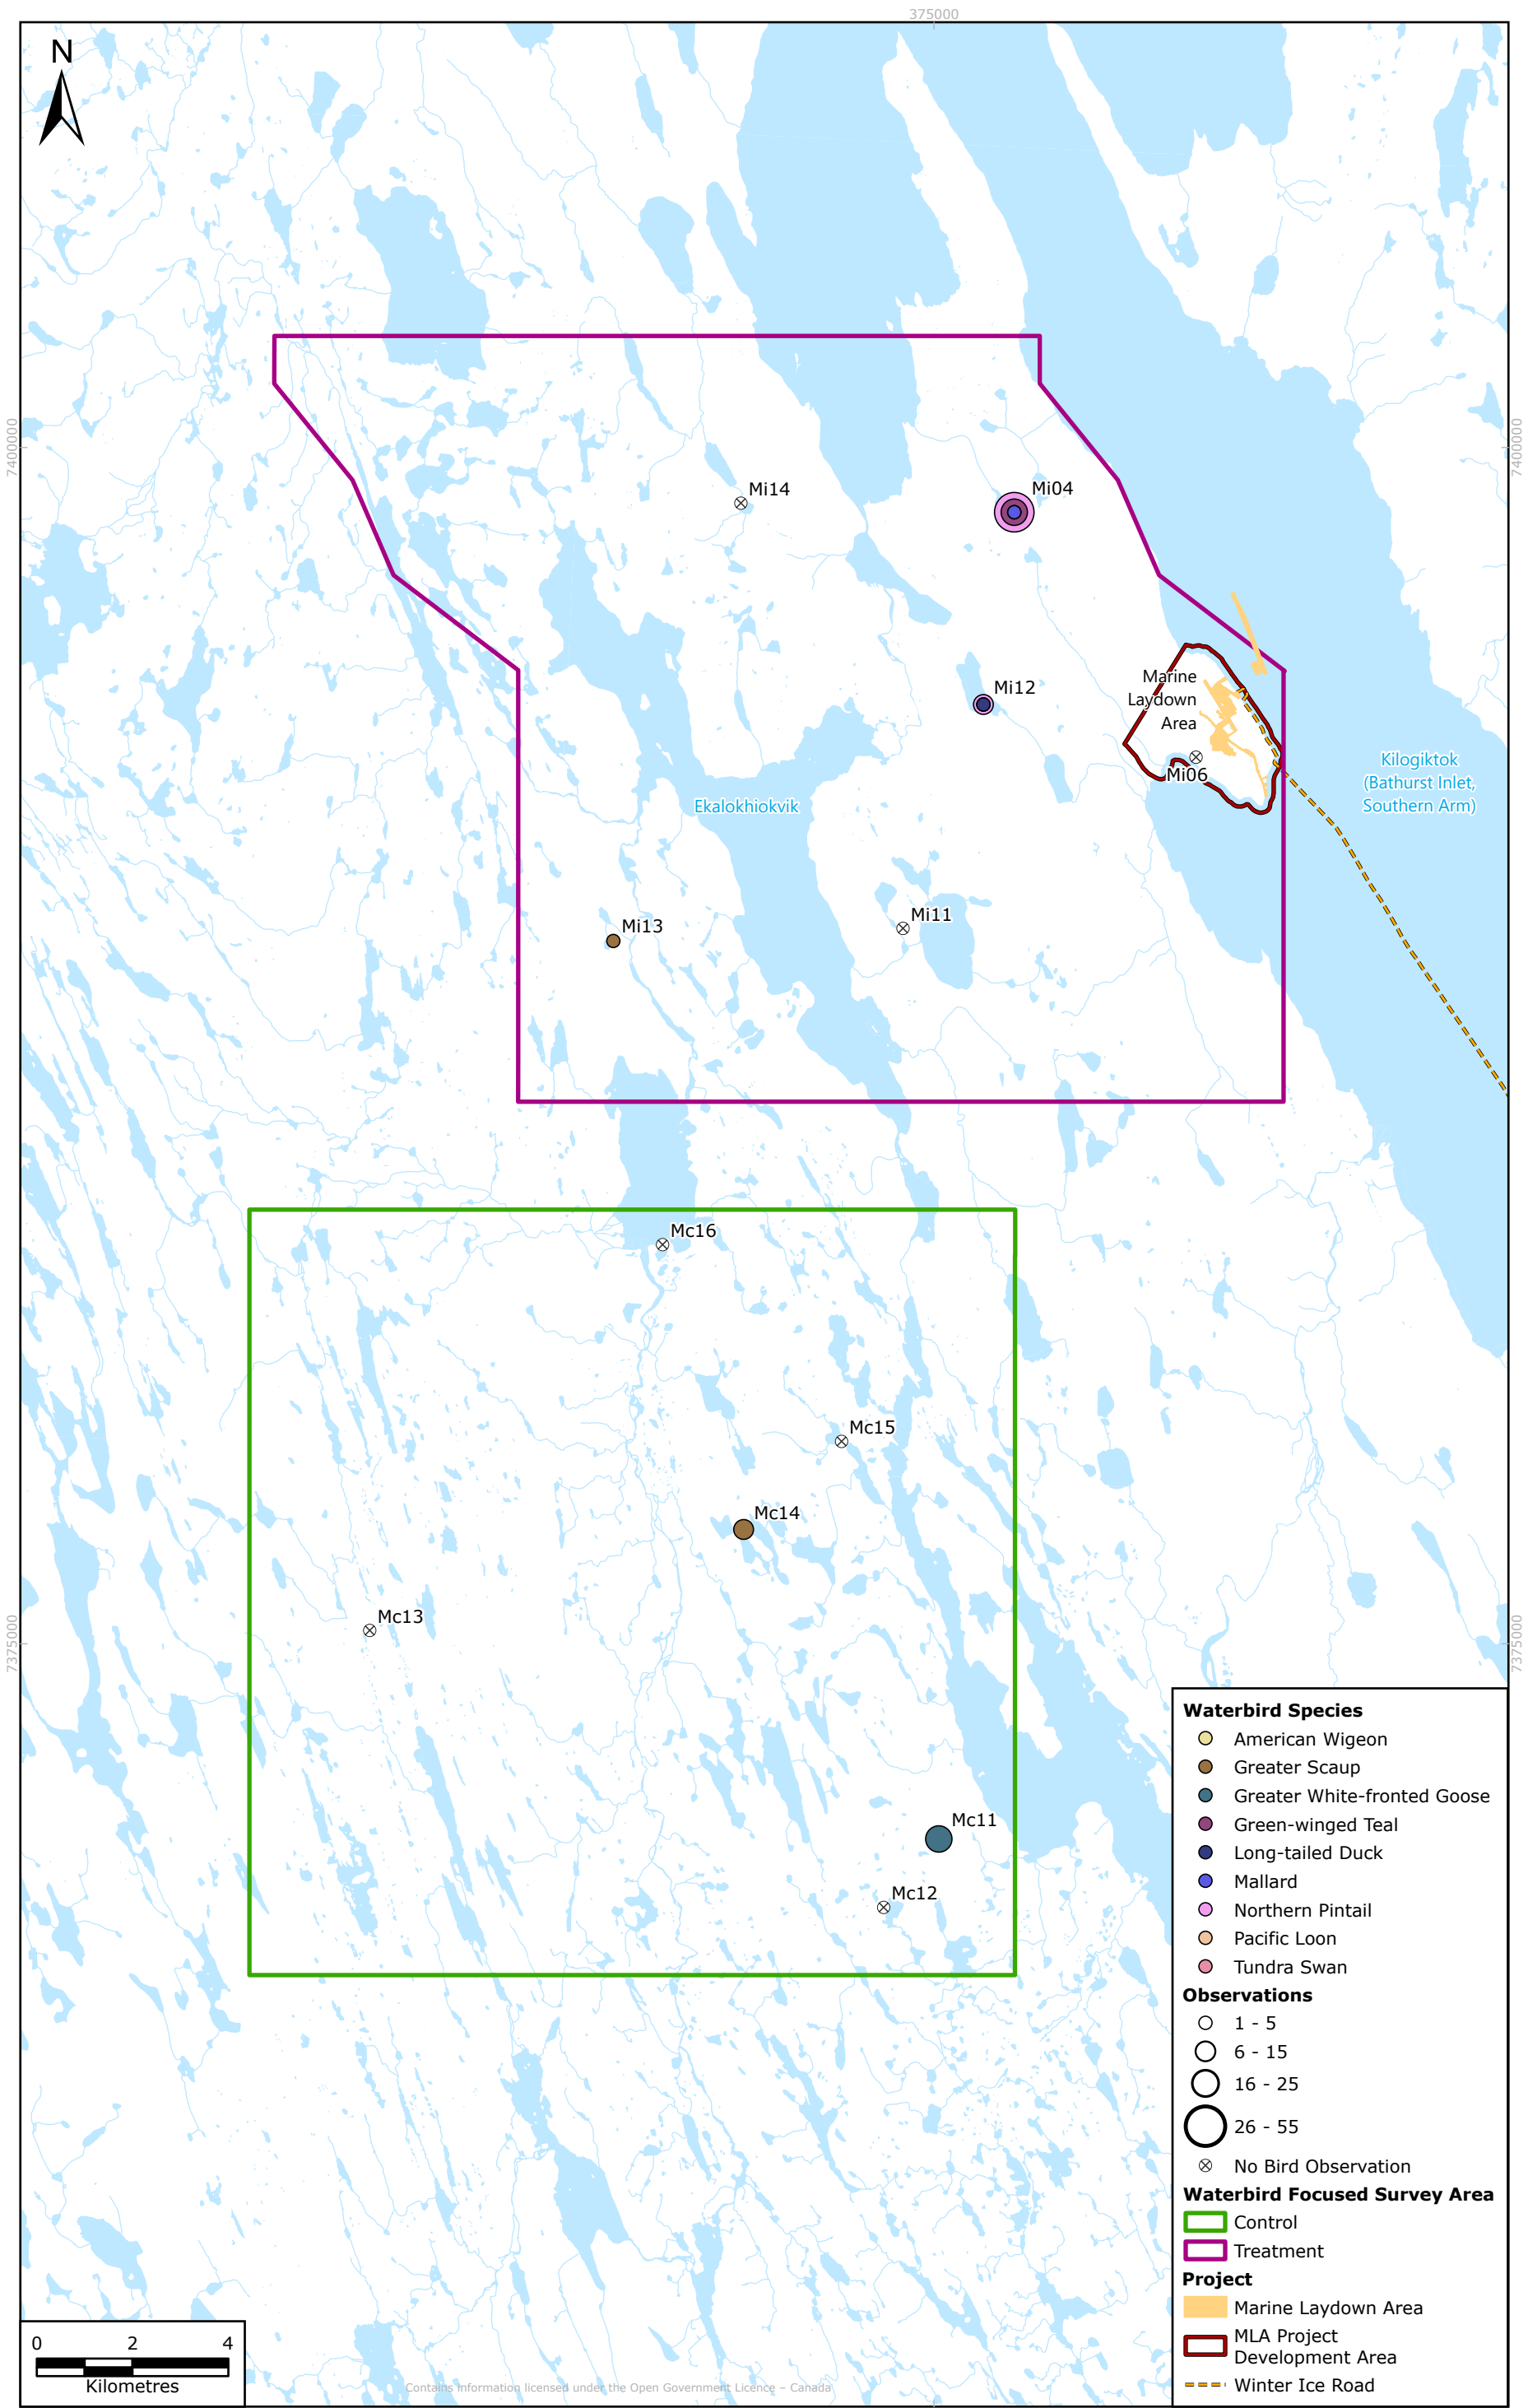 375000
N
7400000
7400000
Mi14
Mi04
Marine
Laydown
Area
Mi12
Mi06
Kilogiktok
(Bathurst Inlet,
Southern Arm)
Ekalokhiokvik
Mi11
Mi13
Mc16
Mc15
Mc14
Mc13
7375000
7375000
Mc11
Mc12
Waterbird Species
American Wigeon
Greater Scaup
Greater White-fronted Goose
Green-winged Teal
Long-tailed Duck
Mallard
Northern Pintail
Pacific Loon
Tundra Swan
Observations
1 - 5
6 - 15
16 - 25
26 - 55
No Bird Observation
Waterbird Focused Survey Area
Control
Treatment
Project
Marine Laydown Area
MLA Project
Development Area
Winter Ice Road
0 2 4
Kilometres
Contains information licensed under the Open Government Licence – Canada